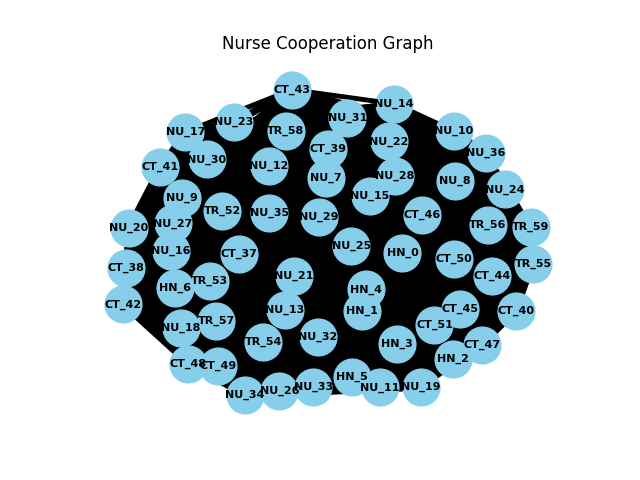 Nurse Cooperation Graph
CT_43
NU_14
NU_31
NU_23
NU_17
TR_58
NU_10
NU_22
CT_39
NU_36
NU_30
NU_12
CT_41
NU_28
NU_7
NU_8
NU_24
NU_15
NU_9
TR_52
NU_35
CT_46
NU_29
NU_27
TR_56
TR_59
NU_20
NU_25
NU_16
HN_0
CT_37
CT_50
TR_55
CT_38
CT_44
NU_21
TR_53
HN_6
HN_4
CT_42
CT_45
NU_13
HN_1
CT_40
TR_57
CT_51
NU_18
NU_32
TR_54
HN_3
CT_47
HN_2
CT_48
CT_49
HN_5
NU_33
NU_11
NU_19
NU_26
NU_34